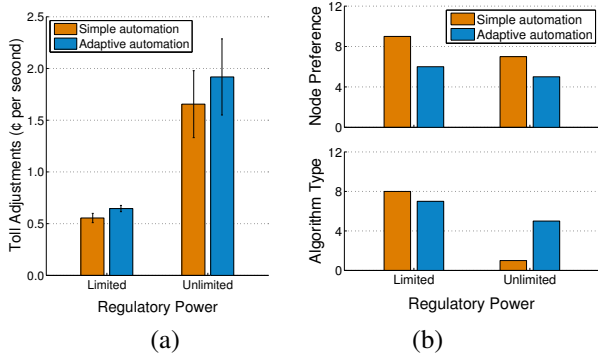 Toll Adjustments (¢ per second)
2.5
2.0
1.5
1.0
0.5
0.0
Simple automation
Adaptive automation
Limited
Unlimited
Regulatory Power
(a)
Node Preference
12
8
4
0
Simple automation
Adaptive automation
Limited
Unlimited
Algorithm Type
12
8
4
0
Limited
Unlimited
Regulatory Power
(b)